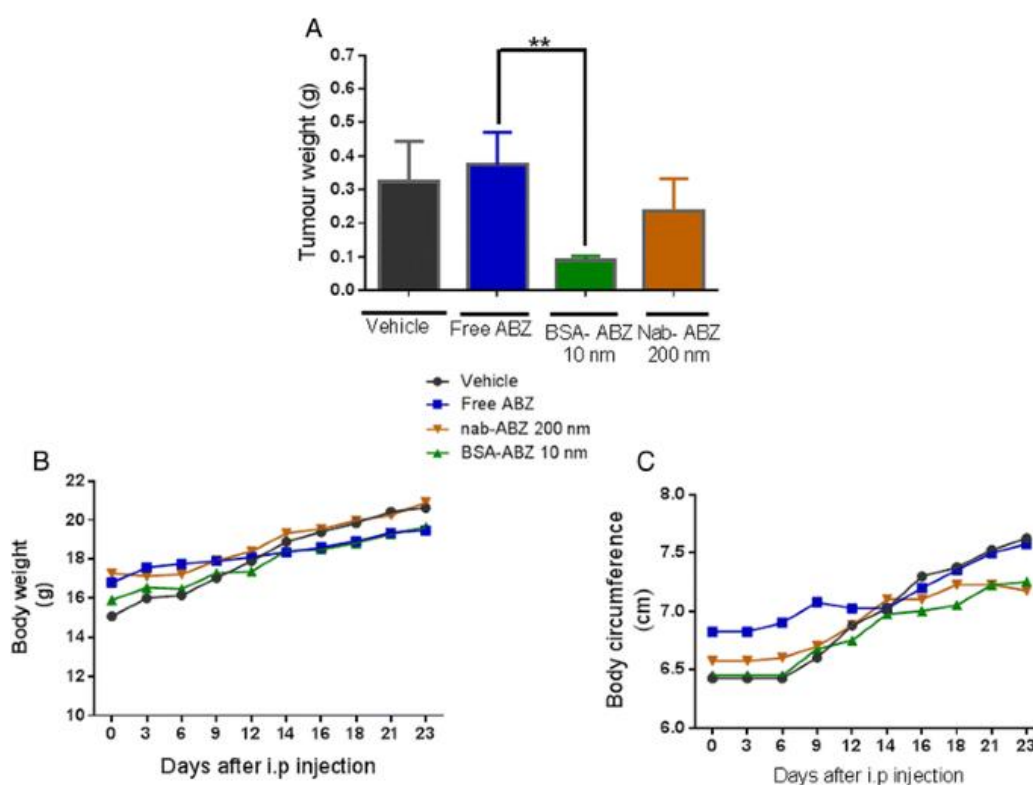 A
**
Tumour weight (g)
0.7
0.6
0.5
0.4
0.3
0.2
0.1
0.0
Vehicle
Free ABZ
BSA- ABZ
10 nm
Nab- ABZ
200 nm
Vehicle
Free ABZ
nab-ABZ 200 nm
BSA-ABZ 10 nm
B
Body weight
(g)
22
20
18
16
14
12
10
0 3 6 9 12 14 16 18 21 23
Days after i.p injection
C
Body circumference
(cm)
8.0
7.5
7.0
6.5
6.0
0 3 6 9 12 14 16 18 21 23
Days after i.p injection